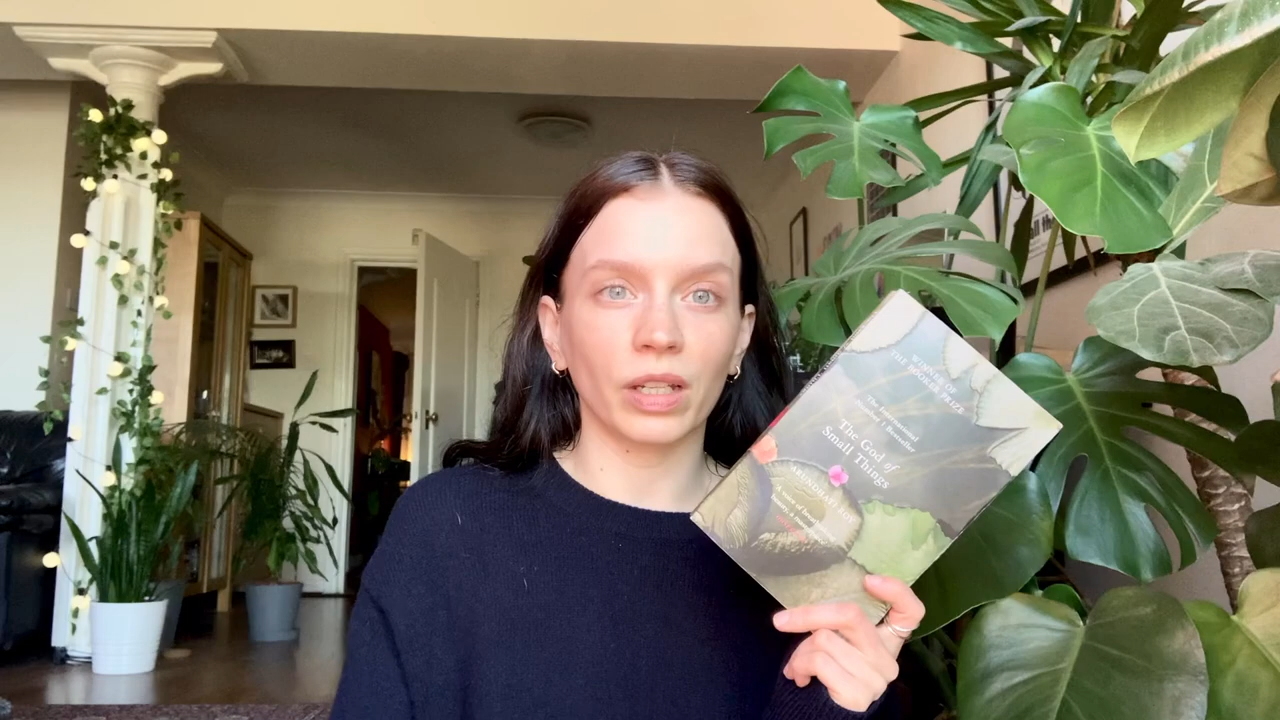 WINNER OF
THE BOOKER PRIZE
The International
Number 1 Bestseller
The God of
Small Things
ARUNDHATI ROY